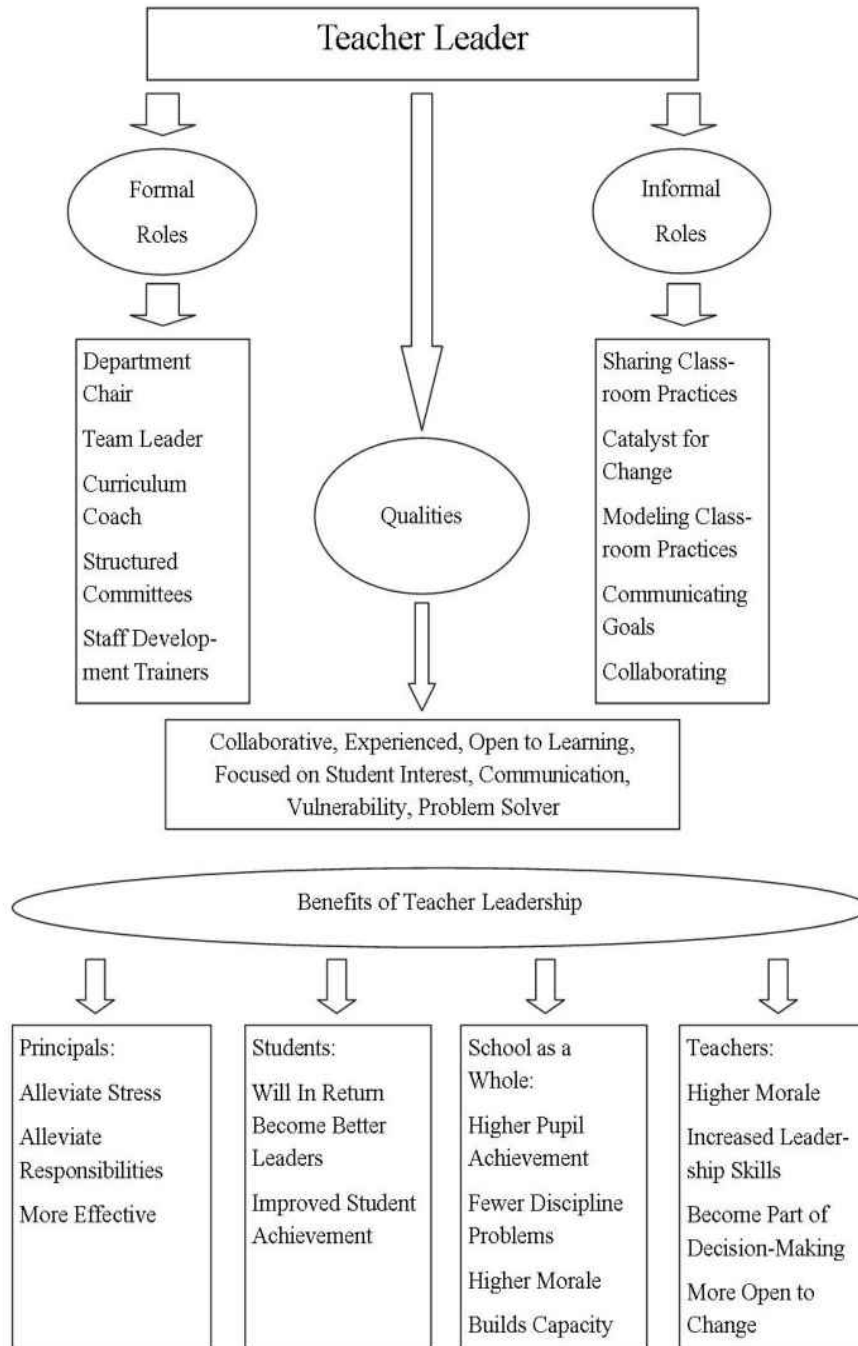 Teacher Leader
Formal
Roles
Informal
Roles
Department
Chair
Team Leader
Curriculum
Coach
Structured
Committees
Staff Develop-
ment Trainers
Qualities
Sharing Class-
room Practices
Catalyst for
Change
Modeling Class-
room Practices
Communicating
Goals
Collaborating
Collaborative, Experienced, Open to Learning,
Focused on Student Interest, Communication,
Vulnerability, Problem Solver
Benefits of Teacher Leadership
Principals:
Alleviate Stress
Alleviate
Responsibilities
More Effective
Students:
Will In Return
Become Better
Leaders
Improved Student
Achievement
School as a
Whole:
Higher Pupil
Achievement
Fewer Discipline
Problems
Higher Morale
Builds Capacity
Teachers:
Higher Morale
Increased Leader-
ship Skills
Become Part of
Decision-Making
More Open to
Change